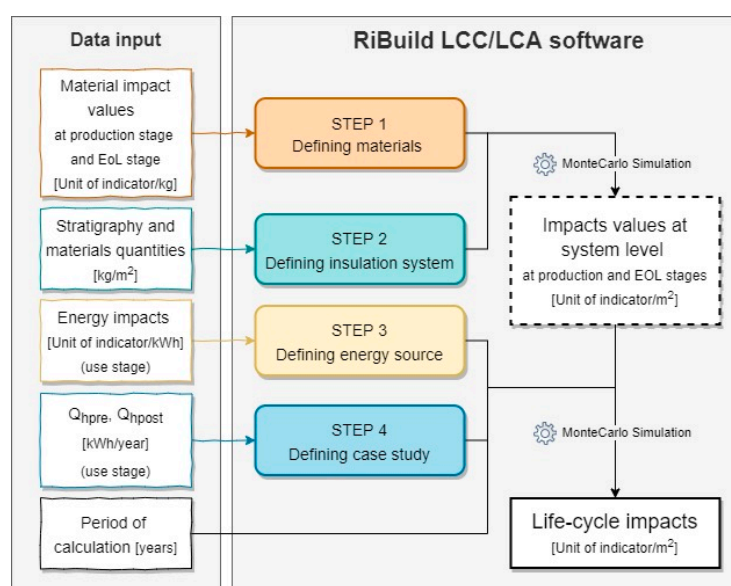 Data input
RiBuild LCC/LCA software
Material impact
values
at production stage
and EoL stage
[Unit of indicator/kg]
STEP 1
Defining materials
MonteCarlo Simulation
Stratigraphy and
materials quantities
[kg/m²]
STEP 2
Defining insulation system
Impacts values at
system level
at production and EOL stages
[Unit of indicator/m²]
Energy impacts
[Unit of indicator/kWh]
(use stage)
STEP 3
Defining energy source
Qhpre, Qhpost
[kWh/year]
(use stage)
STEP 4
Defining case study
MonteCarlo Simulation
Period of
calculation [years]
Life-cycle impacts
[Unit of indicator/m²]